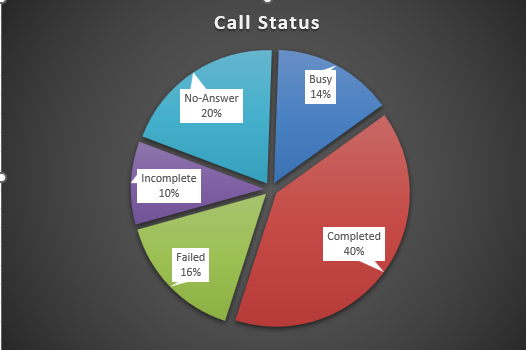 Call Status
Busy
14%
No-Answer
20%
Incomplete
10%
Completed
40%
Failed
16%